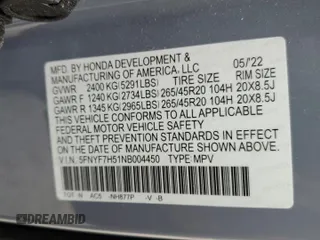 MFD. BY HONDA DEVELOPMENT & 05/'22
MANUFACTURING OF AMERICA, LLC
GVWR 2400 KG(5291LBS) RIM SIZE
GAWR F 1240 KG(2734LBS) 265/45R20 104H 20X8.5J
GAWR R 1345 KG(2965LBS) 265/45R20 104H 20X8.5J
THIS VEHICLE CONFORMS TO ALL APPLICABLE
FEDERAL MOTOR VEHICLE SAFETY, BUMPER,
AND THEFT PREVENTION STANDARDS IN EFFECT
ON THE DATE OF MANUFACTURE SHOWN ABOVE.
V.I.N. 5FNYF7H51NB004450 TYPE: MPV
NH877P -V -B
© DRIVEBIDRIVE